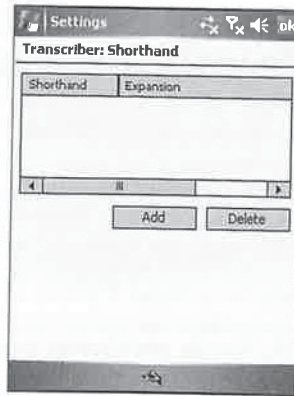 Settings ok
Transcriber: Shorthand
Shorthand Expansion
Add Delete